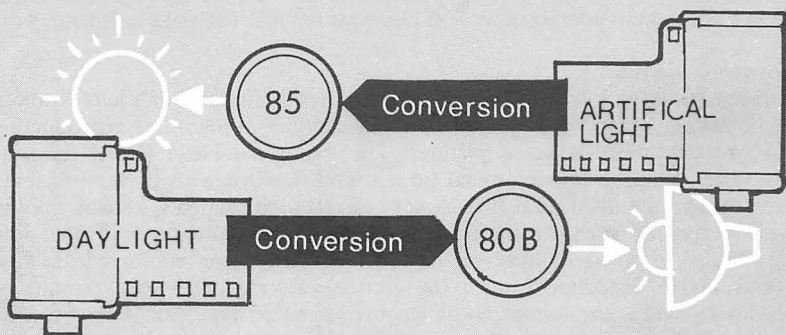 85
Conversion
ARTIFICAL
LIGHT
DAYLIGHT
Conversion
80B